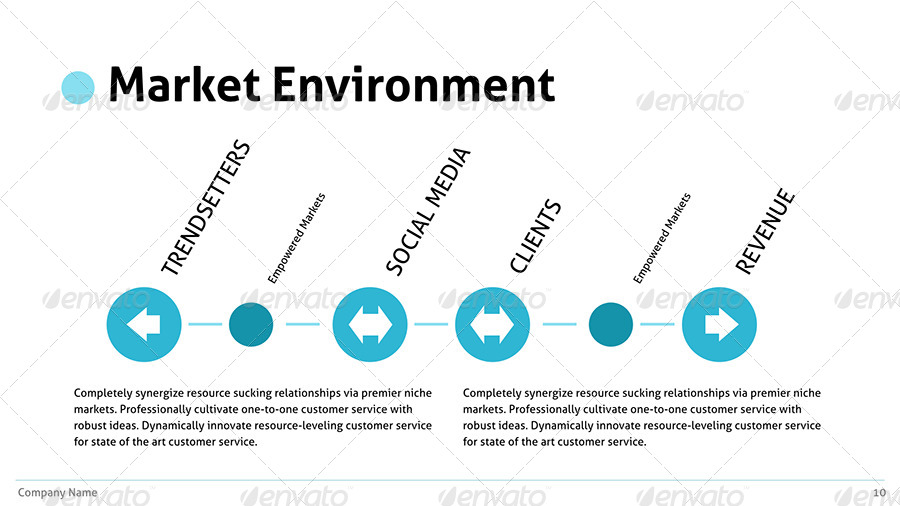 Market Environment
TRENDSETTERS
Empowered Markets
SOCIAL MEDIA
CLIENTS
Empowered Markets
REVENUE
Completely synergize resource sucking relationships via premier niche
markets. Professionally cultivate one-to-one customer service with
robust ideas. Dynamically innovate resource-leveling customer service
for state of the art customer service.
Completely synergize resource sucking relationships via premier niche
markets. Professionally cultivate one-to-one customer service with
robust ideas. Dynamically innovate resource-leveling customer service
for state of the art customer service.
Company Name
10
envato